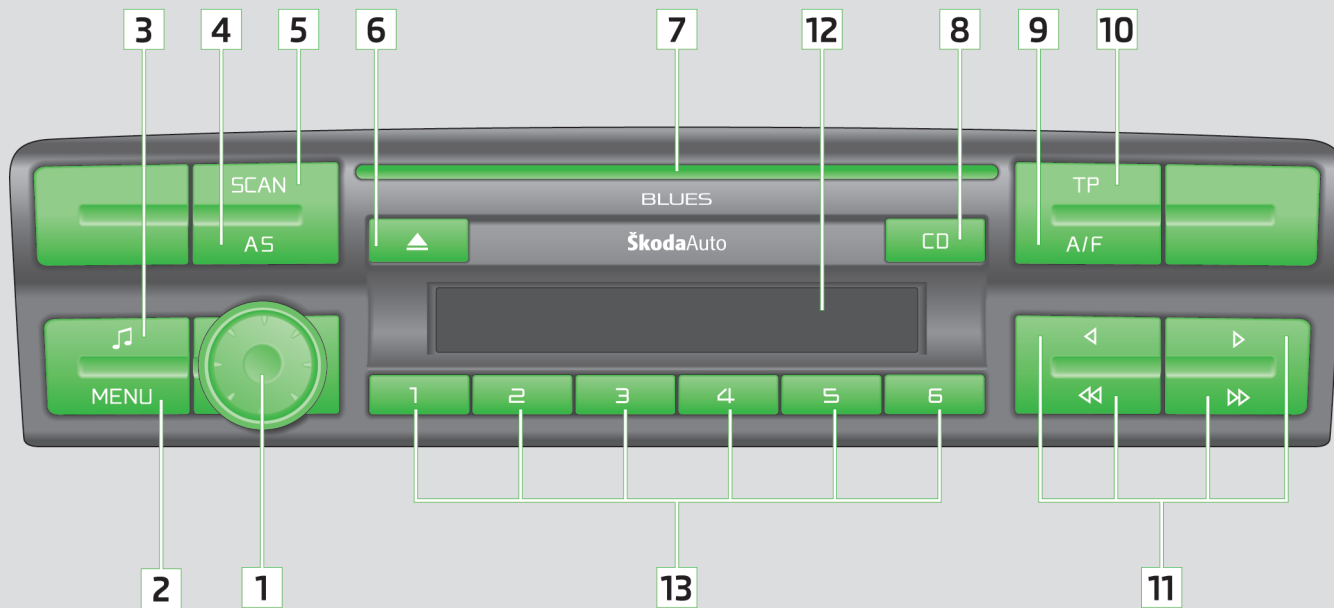 3 4 5 6 7 12 8 9 10
SCAN
AS
BLUES
ŠkodaAuto
CD
TP
A/F
MENU
1 2 3 4 5 6
2 1 13 11